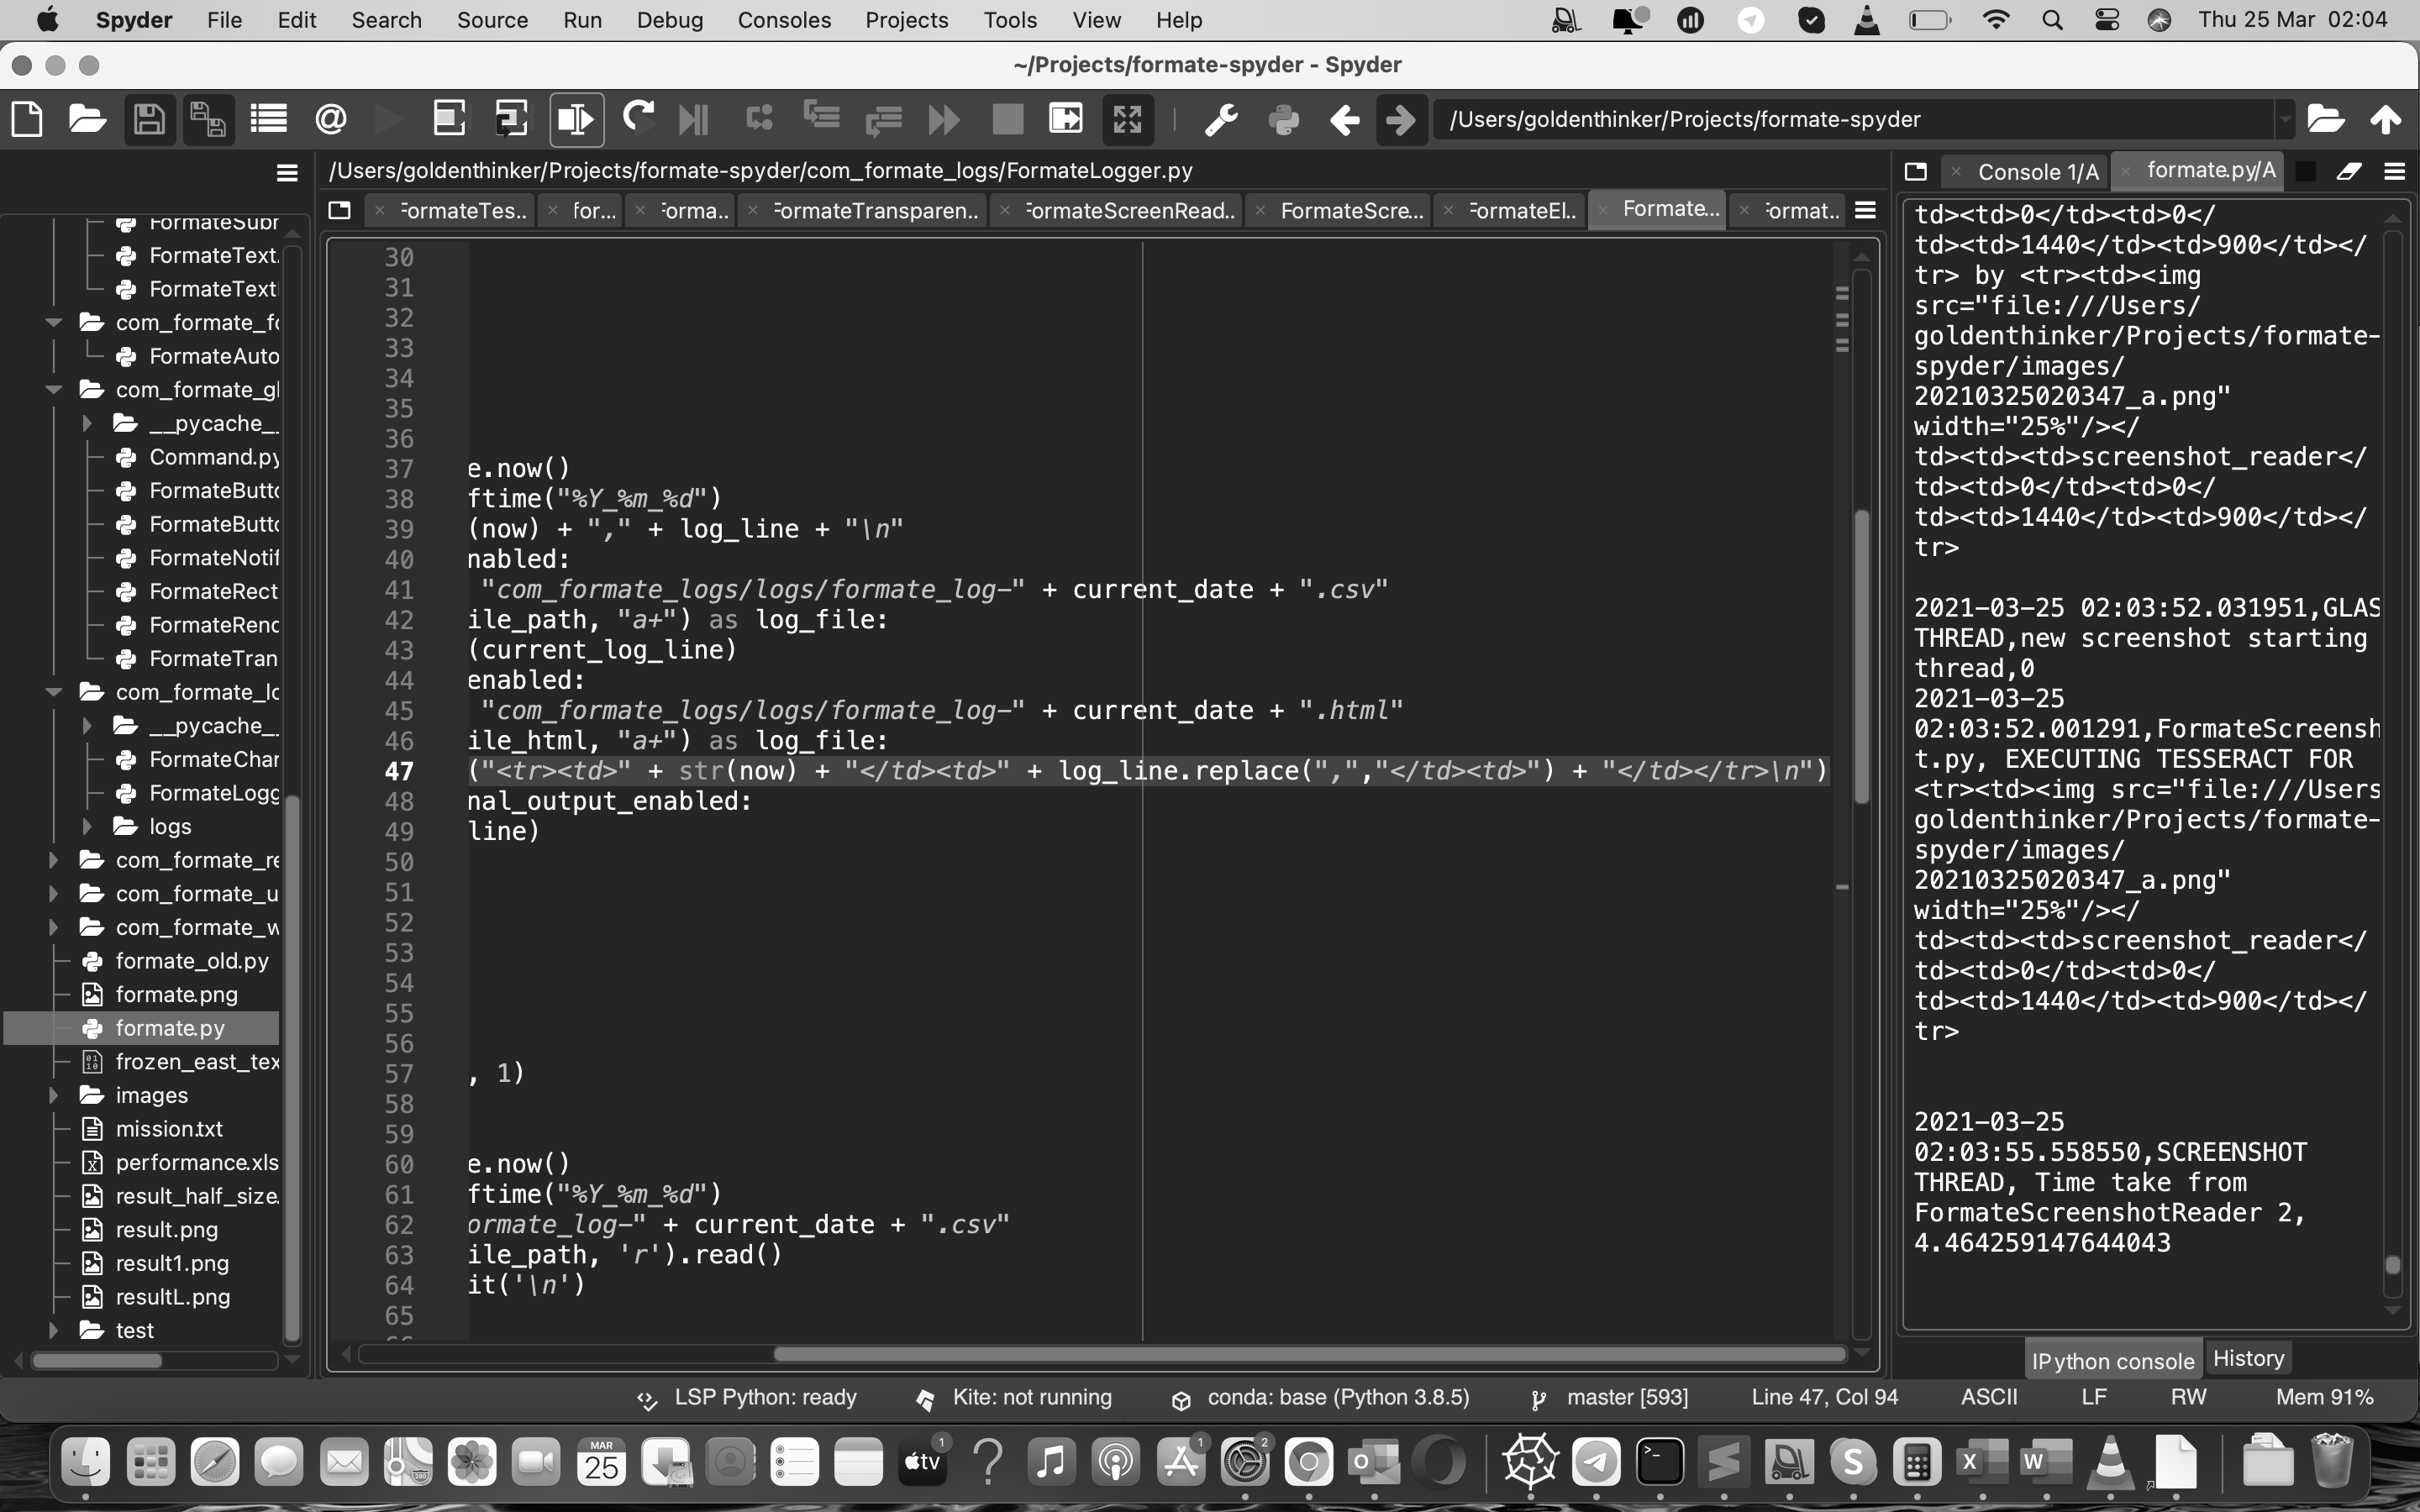 Spyder File Edit Search Source Run Debug Consoles Projects Tools View Help Thu 25 Mar 02:04
~/Projects/formate-spyder - Spyder
/Users/goldenthinker/Projects/formate-spyder
/Users/goldenthinker/Projects/formate-spyder/com_formate_logs/FormateLogger.py
Console 1/A
formate.py/A
FormateTes..
for...
Forma..
FormateTransparen..
FormateScreenRead..
FormateScre...
FormateEl..
Formate...
Format..
FormateSubr
FormateText.
FormateText
com_formate_fo
FormateAuto
com_formate_gl
__pycache__
Command.py
FormateButto
FormateButto
FormateNotif
FormateRect
FormateRend
FormateTran
com_formate_lo
__pycache__
FormateChar
FormateLogg
logs
com_formate_re
com_formate_u
com_formate_w
formate_old.py
formate.png
formate.py
frozen_east_tex
images
mission.txt
performance.xls
result_half_size.
result.png
result1.png
resultL.png
test
30
31
32
33
34
35
36
37 e.now()
38 ftime("%Y_%m_%d")
39 (now) + "," + log_line + "\n"
40 nabled:
41 "com_formate_logs/logs/formate_log-" + current_date + ".csv"
42 ile_path, "a+") as log_file:
43 (current_log_line)
44 enabled:
45 "com_formate_logs/logs/formate_log-" + current_date + ".html"
46 ile_html, "a+") as log_file:
47 ("<tr><td>" + str(now) + "</td><td>" + log_line.replace(",","</td><td>") + "</td></tr>\n")
48 nal_output_enabled:
49 line)
50
51
52
53
54
55
56
57 , 1)
58
59
60 e.now()
61 ftime("%Y_%m_%d")
62 ormate_log-" + current_date + ".csv"
63 ile_path, 'r').read()
64 it('\n')
65
td><td>0</td><td>0</
td><td>1440</td><td>900</td></
tr> by <tr><td><img
src="file:///Users/
goldenthinker/Projects/formate-
spyder/images/
20210325020347_a.png"
width="25%"/></
td><td><td>screenshot_reader</
td><td>0</td><td>0</
td><td>1440</td><td>900</td></
tr>
2021-03-25 02:03:52.031951,GLAS
THREAD,new screenshot starting
thread,0
2021-03-25
02:03:52.001291,FormateScreensh
t.py, EXECUTING TESSERACT FOR
<tr><td><img src="file:///Users
goldenthinker/Projects/formate-
spyder/images/
20210325020347_a.png"
width="25%"/></
td><td><td>screenshot_reader</
td><td>0</td><td>0</
td><td>1440</td><td>900</td></
tr>
2021-03-25
02:03:55.558550,SCREENSHOT
THREAD, Time take from
FormateScreenshotReader 2,
4.464259147644043
IPython console History
LSP Python: ready Kite: not running conda: base (Python 3.8.5) master [593] Line 47, Col 94 ASCII LF RW Mem 91%
MAR
25
280
tv
1
1
2
O
S
X
W